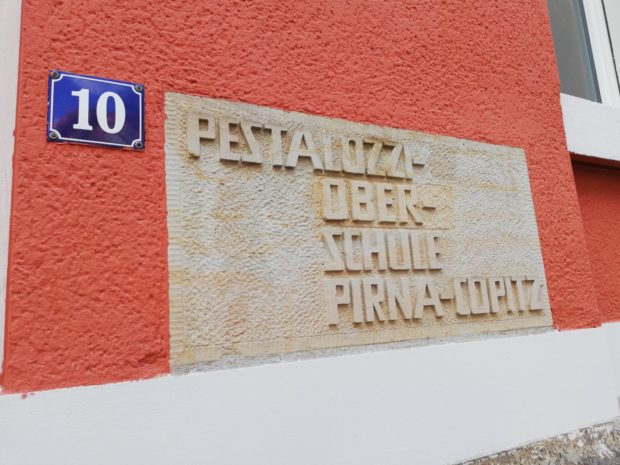 10
PESTALOZZI-
OBER-
SCHULE
PIRNA-COPITZ